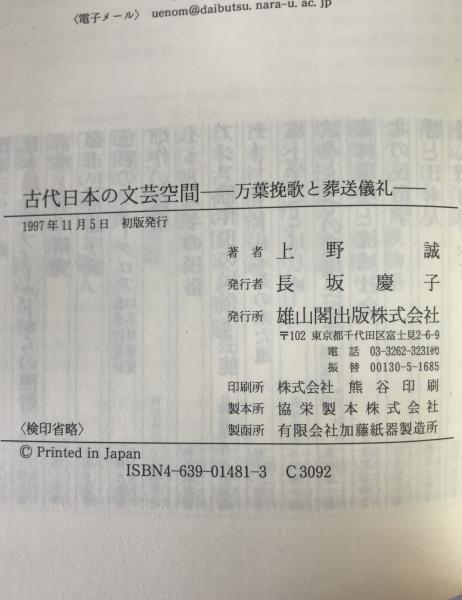 〈電子メール〉 uenom@daibutsu. nara-u. ac. jp
古代日本の文芸空間――万葉挽歌と葬送儀礼――
1997年11月5日 初版発行
著者 上野誠
発行者 長坂慶子
発行所 雄山閣出版株式会社
〒102 東京都千代田区富士見2-6-9
電話 03-3262-3231㈹
振替 00130-5-1685
印刷所 株式会社 熊谷印刷
製本所 協栄製本株式会社
〈検印省略〉 製函所 有限会社加藤紙器製造所
© Printed in Japan
ISBN4-639-01481-3 C3092